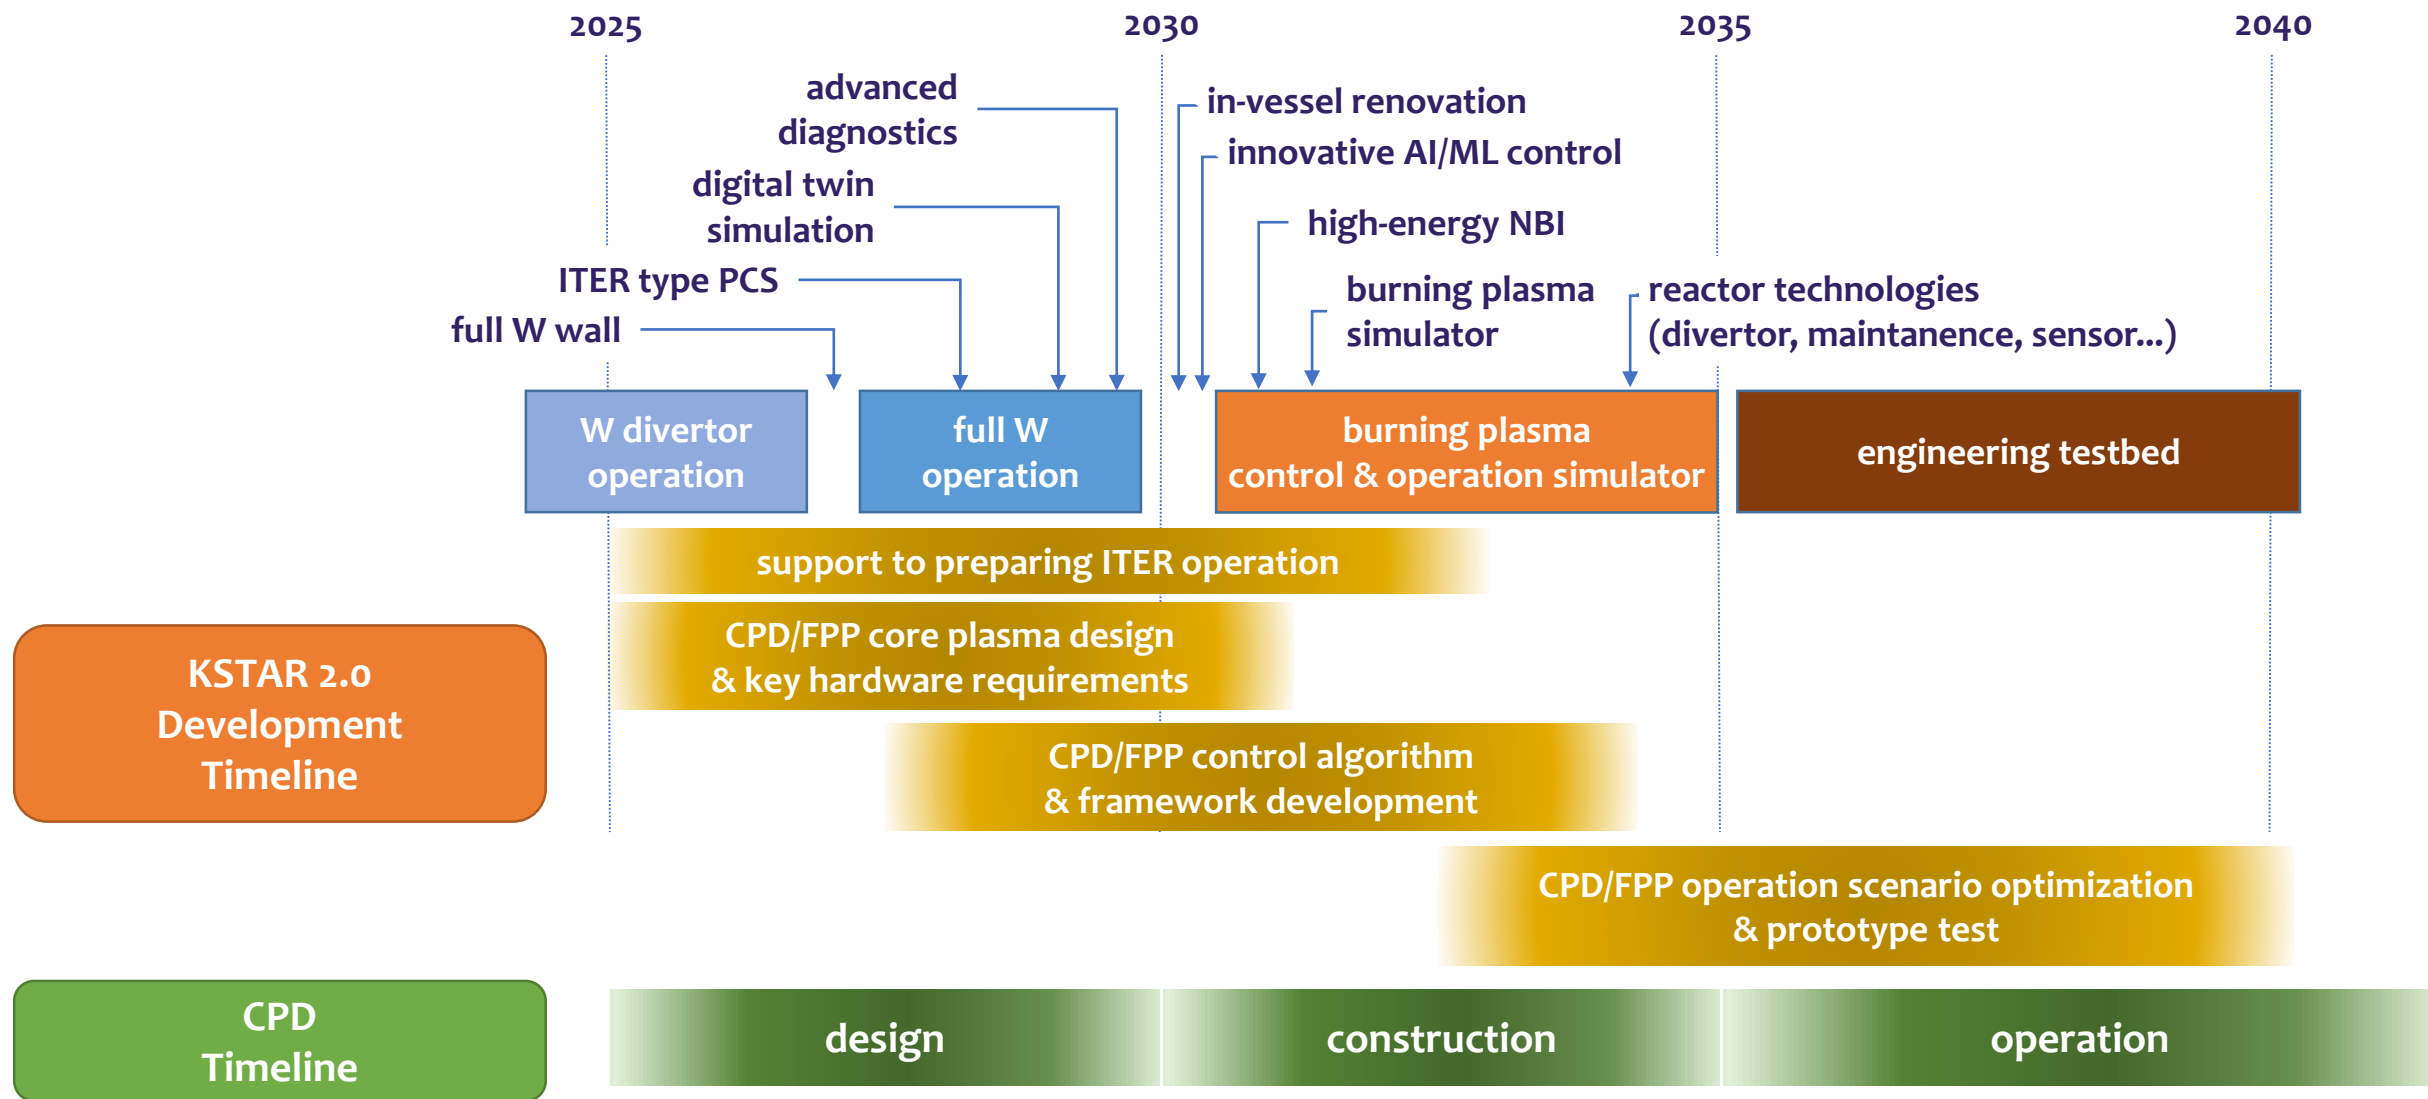 2025
2030
2035
2040
advanced
diagnostics
digital twin
simulation
ITER type PCS
full W wall
in-vessel renovation
innovative AI/ML control
high-energy NBI
burning plasma
simulator
reactor technologies
(divertor, maintanence, sensor...)
W divertor
operation
full W
operation
burning plasma
control & operation simulator
engineering testbed
support to preparing ITER operation
CPD/FPP core plasma design
& key hardware requirements
KSTAR 2.0
Development
Timeline
CPD/FPP control algorithm
& framework development
CPD/FPP operation scenario optimization
& prototype test
CPD
Timeline
design
construction
operation